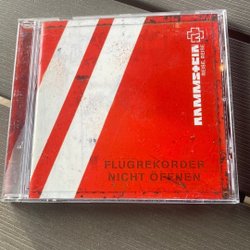 RAMMSTEIN
REISE, REISE
FLUGREKORDER
NICHT ÖFFNEN